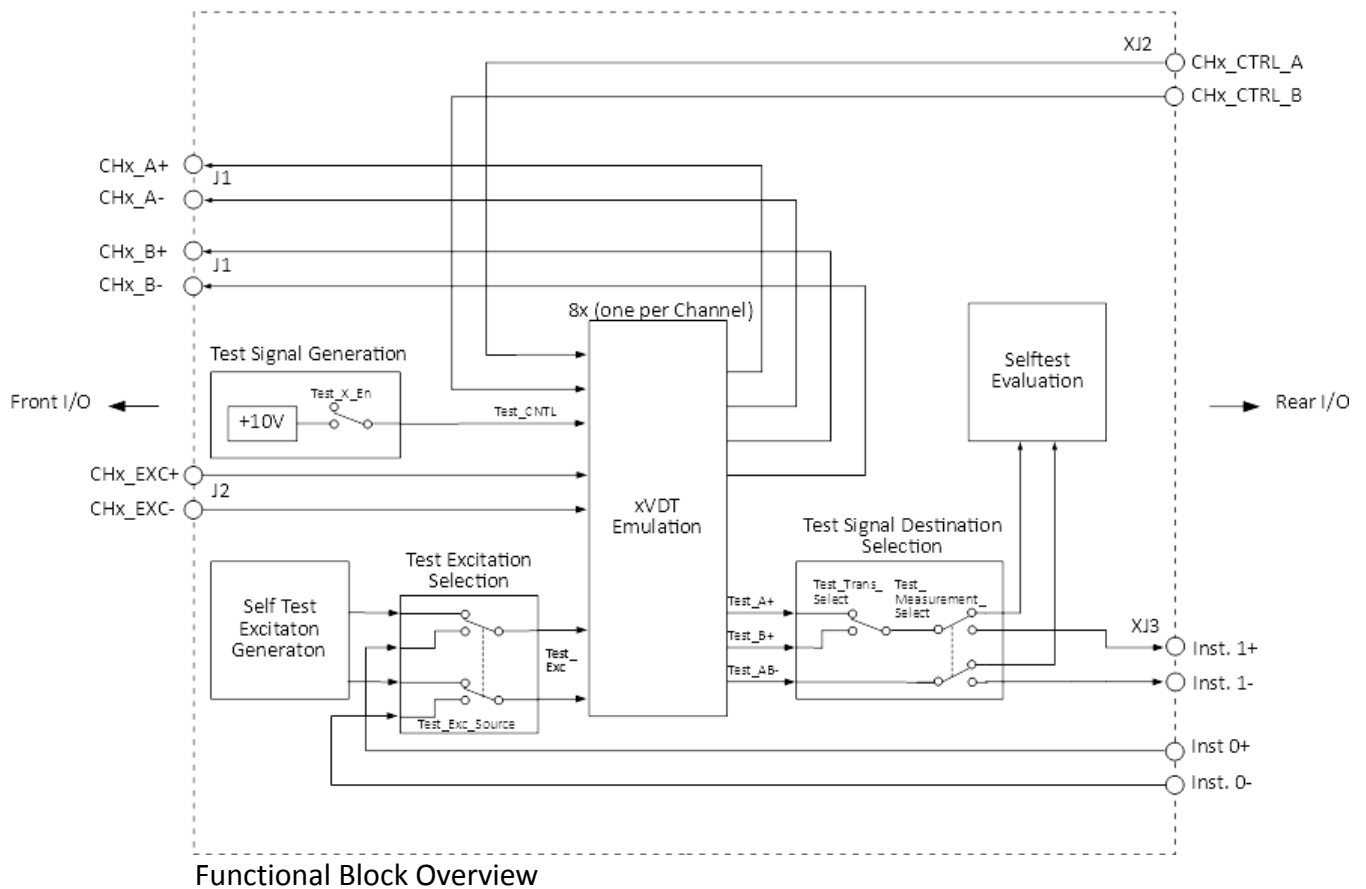 XJ2
CHx_CTRL_A
CHx_CTRL_B
CHx_A+
J1
CHx_A-
CHx_B+
J1
CHx_B-
8x (one per Channel)
Test Signal Generation
Test_X_En
+10V
Test_CNTL
Front I/O
Selftest
Evaluation
Rear I/O
CHx_EXC+
J2
CHx_EXC-
xVDT
Emulation
Test Signal Destination
Selection
Test Excitation
Selection
Self Test
Excitaton
Generaton
Test_
Exc
Test_Exc_Source
Test_A+
Test_B+
Test_AB-
Test_Trans_
Select
Test_
Measurement_
Select
XJ3
Inst. 1+
Inst. 1-
Inst 0+
Inst. 0-
Functional Block Overview